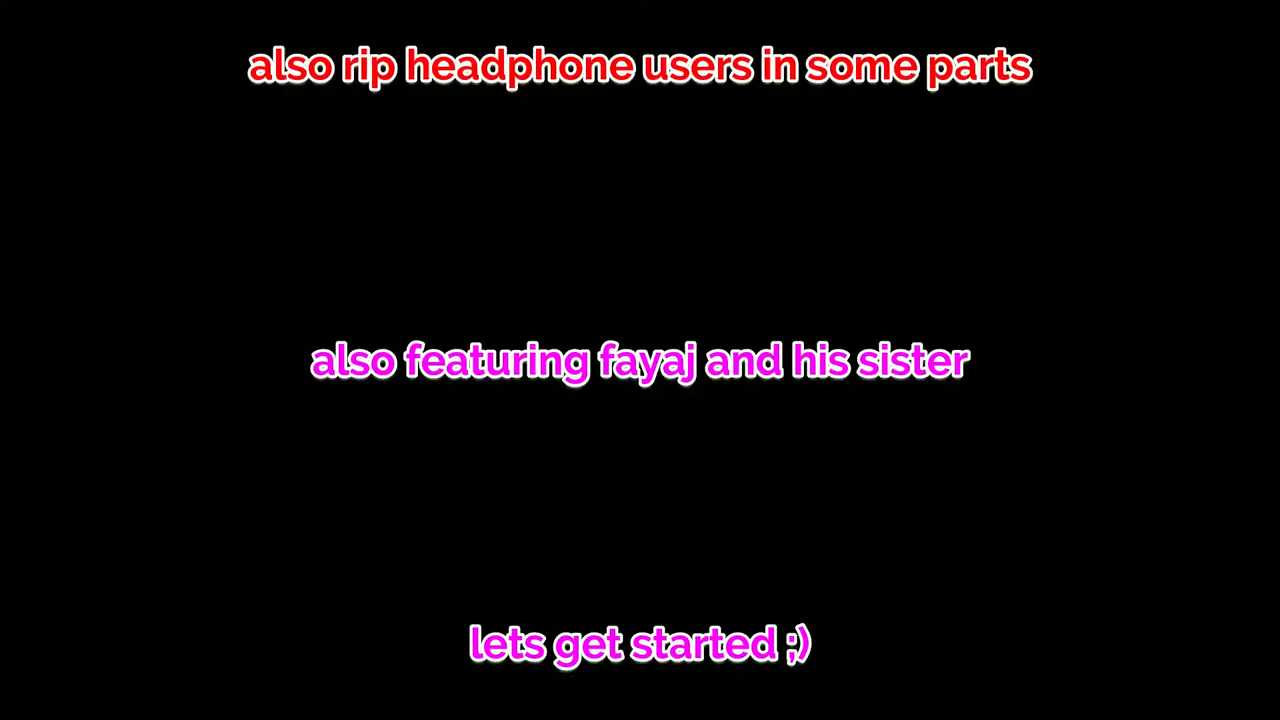 also rip headphone users in some parts
also featuring fayaj and his sister
lets get started ;)